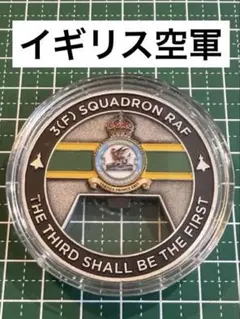 イギリス空軍
3(F) SQUADRON RAF
THE THIRD SHALL BE THE FIRST